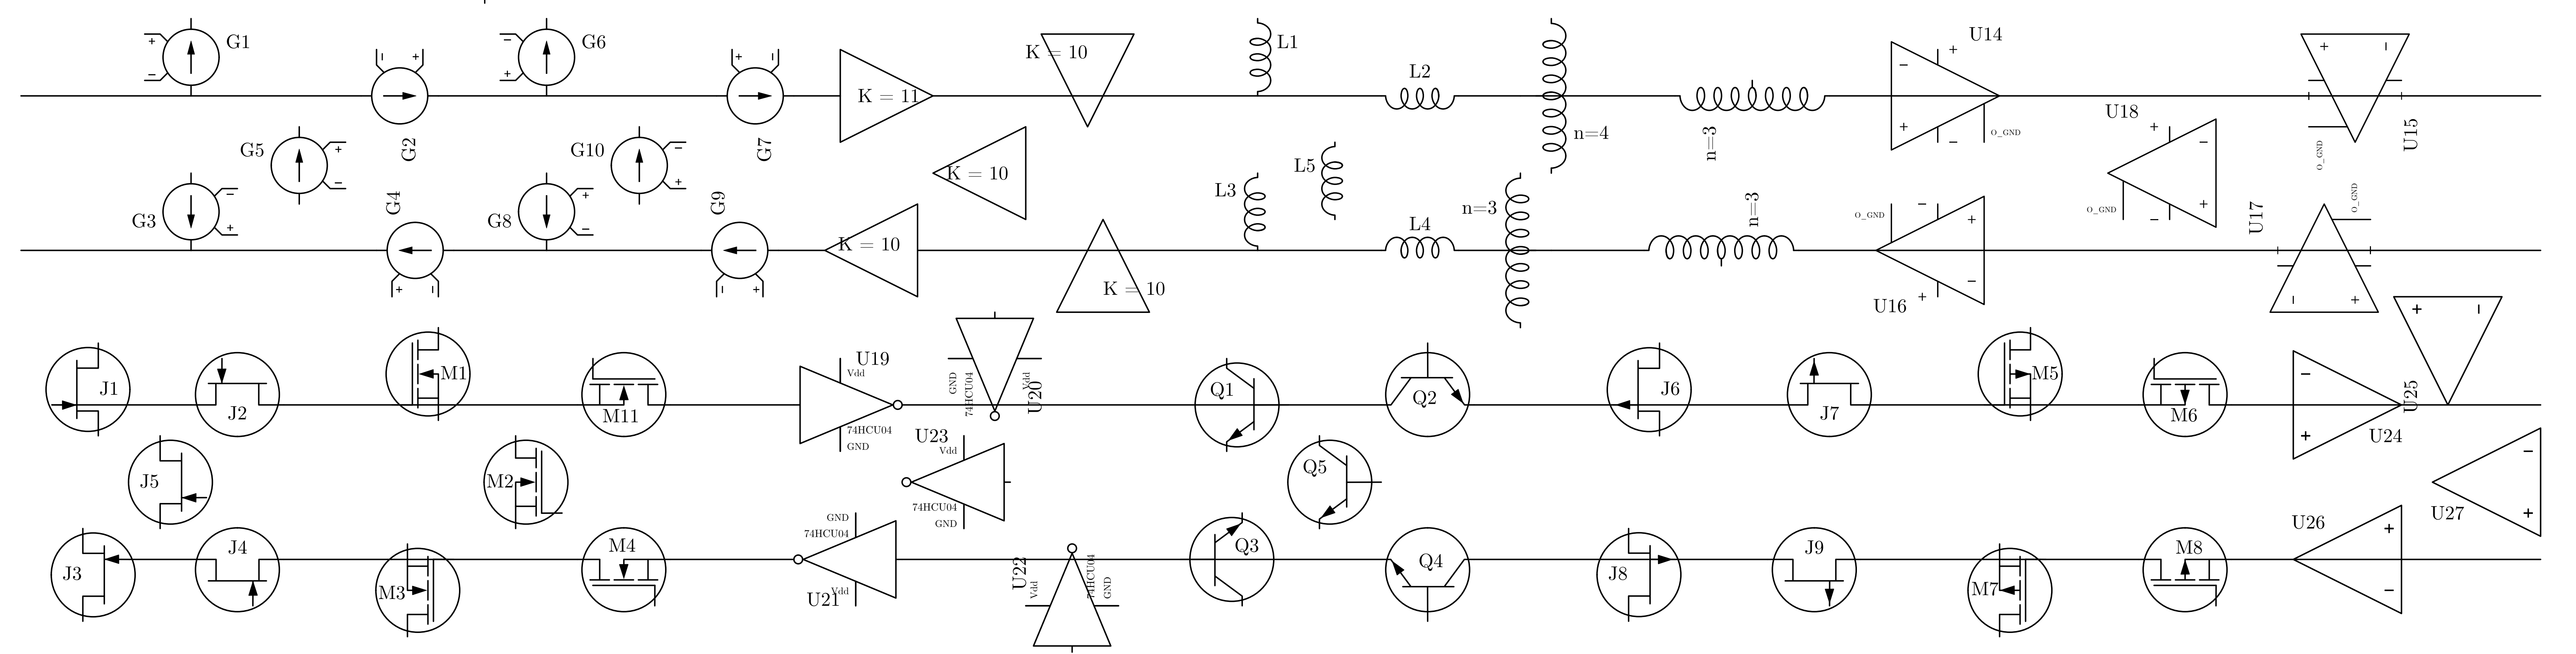 G1
+
−
G6
−
+
− +
+ −
K = 10
L1
L2
U14
−
+
+
−
O_GND
+ −
K = 11
n=4
n=3
U18
G2
G7
U15
O_GND
G5
+
−
G10
−
+
K = 10
L5
+
−
−
+
O_GND
G3
−
+
G4
+ −
G8
+
−
G9
− +
K = 10
L3
L4
n=3
n=3
O_GND
−
+
+
−
U16
U17
O_GND
− +
K = 10
+ −
J1
J2
M1
M11
U19
Vdd
74HCU04
GND
GND
74HCU04
Vdd
U20
Q1
Q2
J6
J7
M5
M6
−
+
U24
U25
J5
M2
U23
Vdd
74HCU04
GND
Q5
−
+
U27
J3
J4
M3
M4
GND
74HCU04
Vdd
U21
U22
Vdd
74HCU04
GND
Q3
Q4
J8
J9
M7
M8
U26
+
−